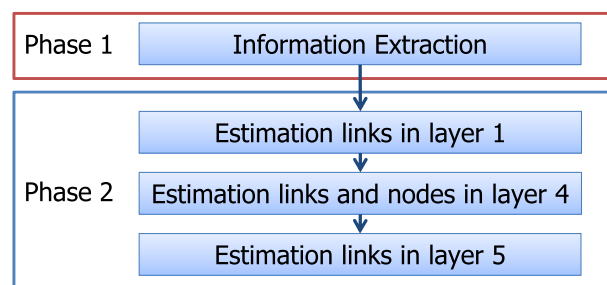 Phase 1
Information Extraction
Phase 2
Estimation links in layer 1
Estimation links and nodes in layer 4
Estimation links in layer 5